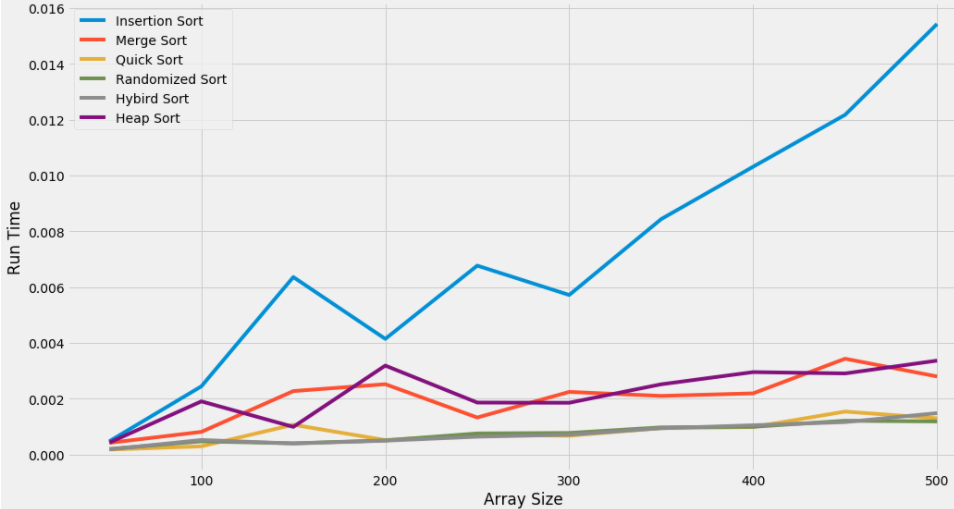 0.016
0.014
0.012
0.010
0.008
0.006
0.004
0.002
0.000
Run Time
Insertion Sort
Merge Sort
Quick Sort
Randomized Sort
Hybird Sort
Heap Sort
100
200
300
400
500
Array Size